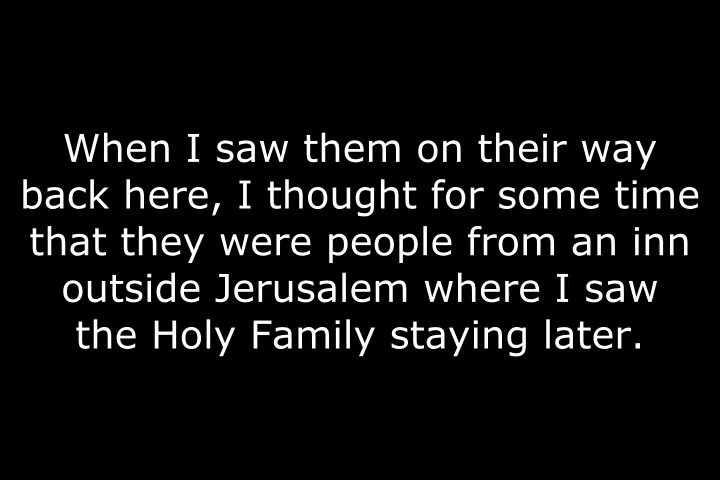 When I saw them on their way
back here, I thought for some time
that they were people from an inn
outside Jerusalem where I saw
the Holy Family staying later.